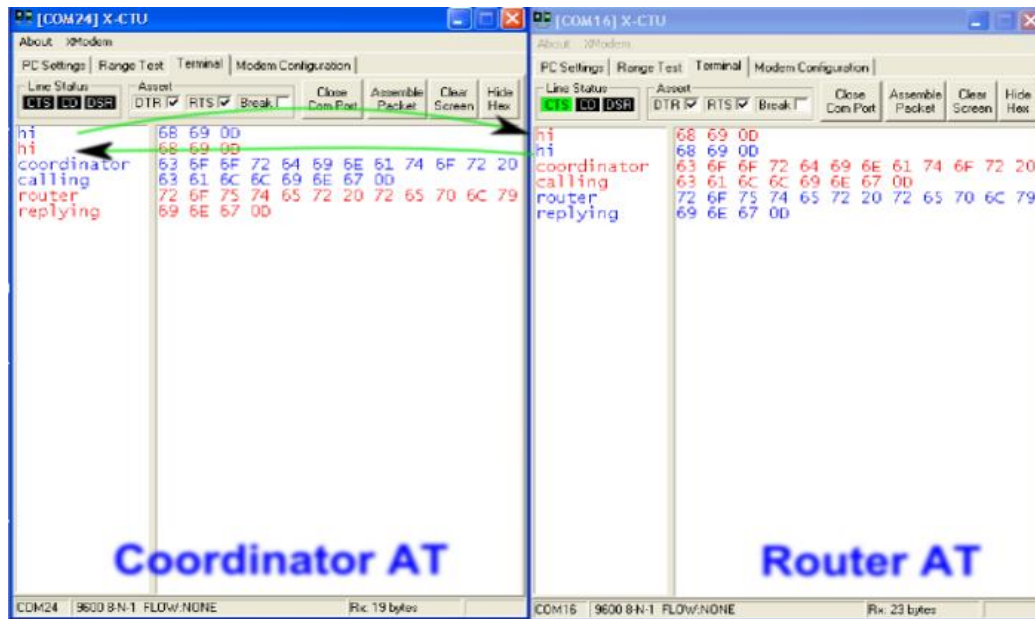 [COM24] X-CTU
About XModem
PC Settings Range Test Terminal Modem Configuration
Line Status
CTS CD DSR
Assert
DTR RTS Break
Close Com Port
Assemble Packet
Clear Screen
Hide Hex
hi 68 69 0D
hi 68 69 0D
coordinator 63 6F 6F 72 64 69 6E 61 74 6F 72 20
calling 63 61 6C 6C 69 6E 67 0D
router 72 6F 75 74 65 72 20 72 65 70 6C 79
replying 69 6E 67 0D
Coordinator AT
COM24 9600 8-N-1 FLOW:NONE Rx: 19 bytes
[COM16] X-CTU
About XModem
PC Settings Range Test Terminal Modem Configuration
Line Status
CTS CD DSR
Assert
DTR RTS Break
Close Com Port
Assemble Packet
Clear Screen
Hide Hex
hi 68 69 0D
hi 68 69 0D
coordinator 63 6F 6F 72 64 69 6E 61 74 6F 72 20
calling 63 61 6C 6C 69 6E 67 0D
router 72 6F 75 74 65 72 20 72 65 70 6C 79
replying 69 6E 67 0D
Router AT
COM16 9600 8-N-1 FLOW:NONE Rx: 23 bytes